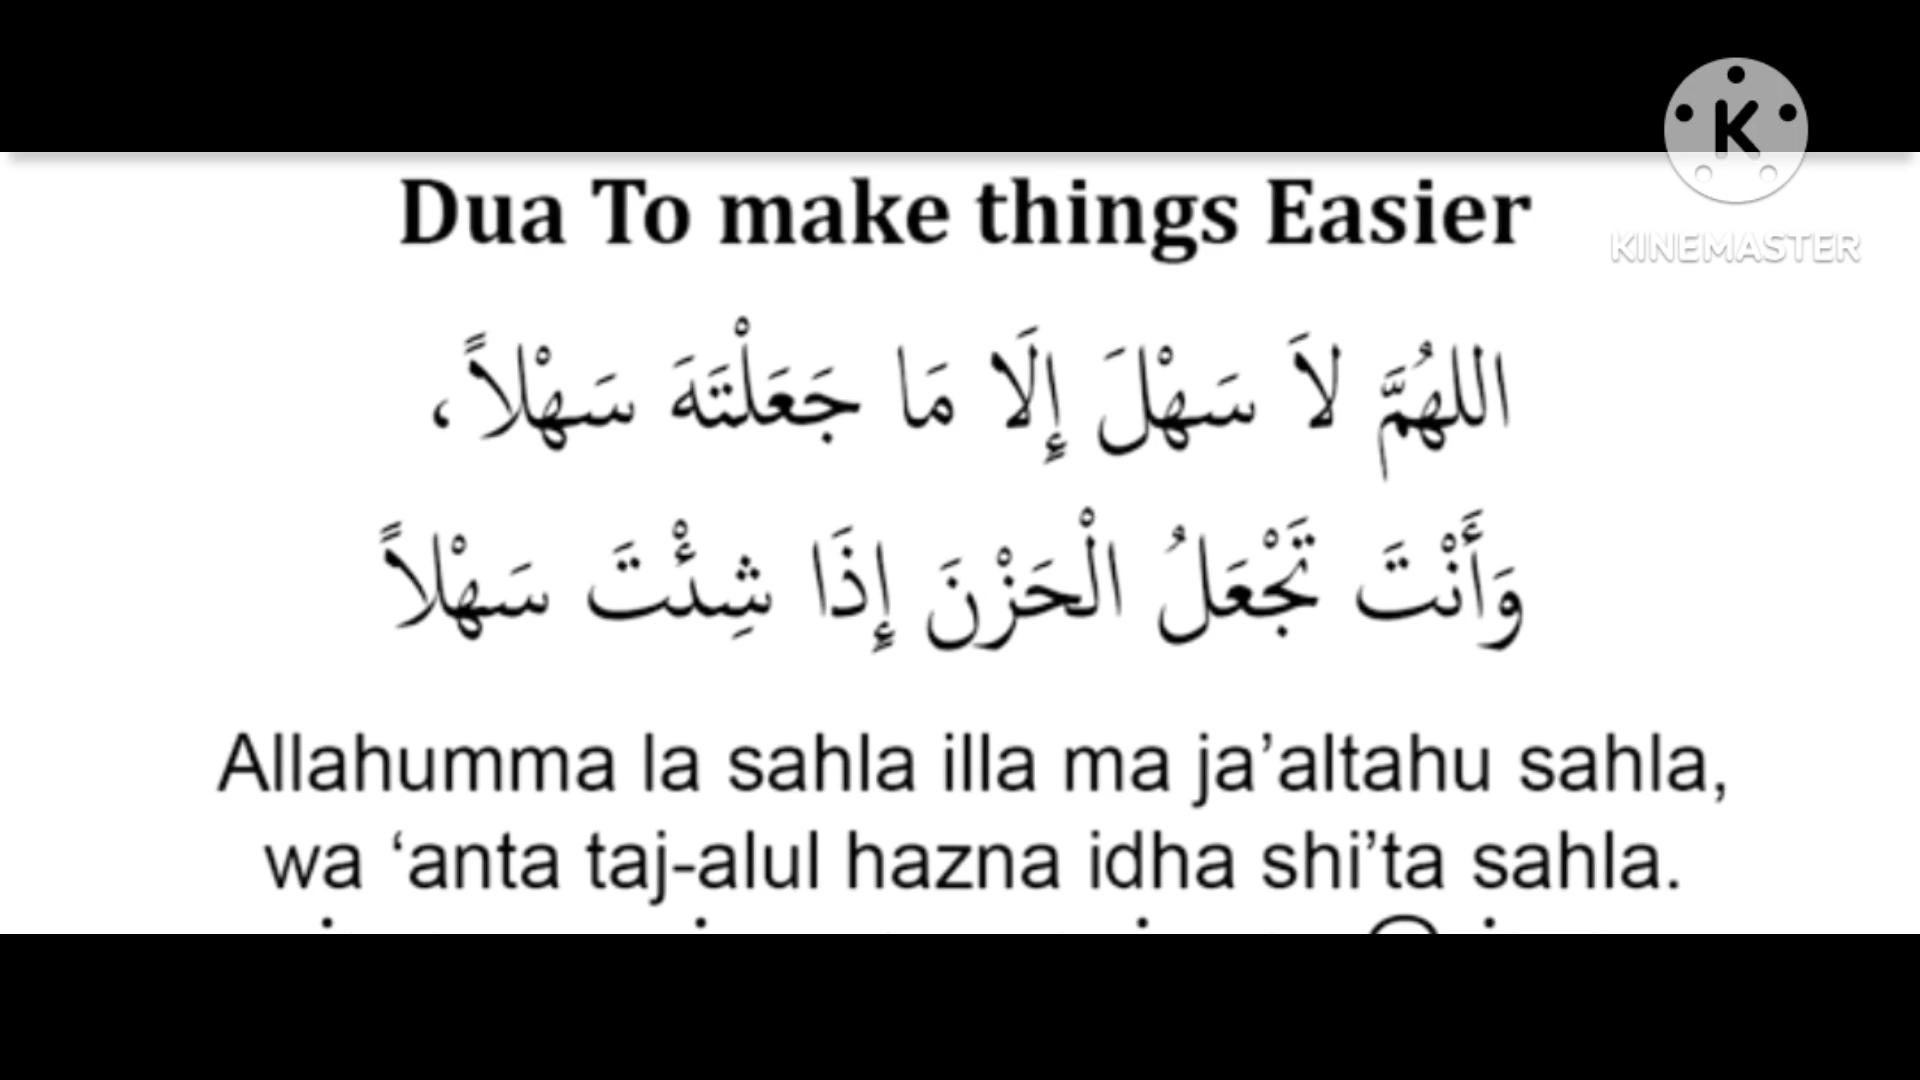 K
KINEMASTER
Dua To make things Easier
اللهُمَّ لاَ سَهْلَ إِلَا مَا جَعَلْتَهَ سَهْلاً،
وَأَنْتَ تَجْعَلُ الْحَزْنَ إِذَا شِئْتَ سَهْلاً
Allahumma la sahla illa ma ja’altahu sahla,
wa ‘anta taj-alul hazna idha shi’ta sahla.